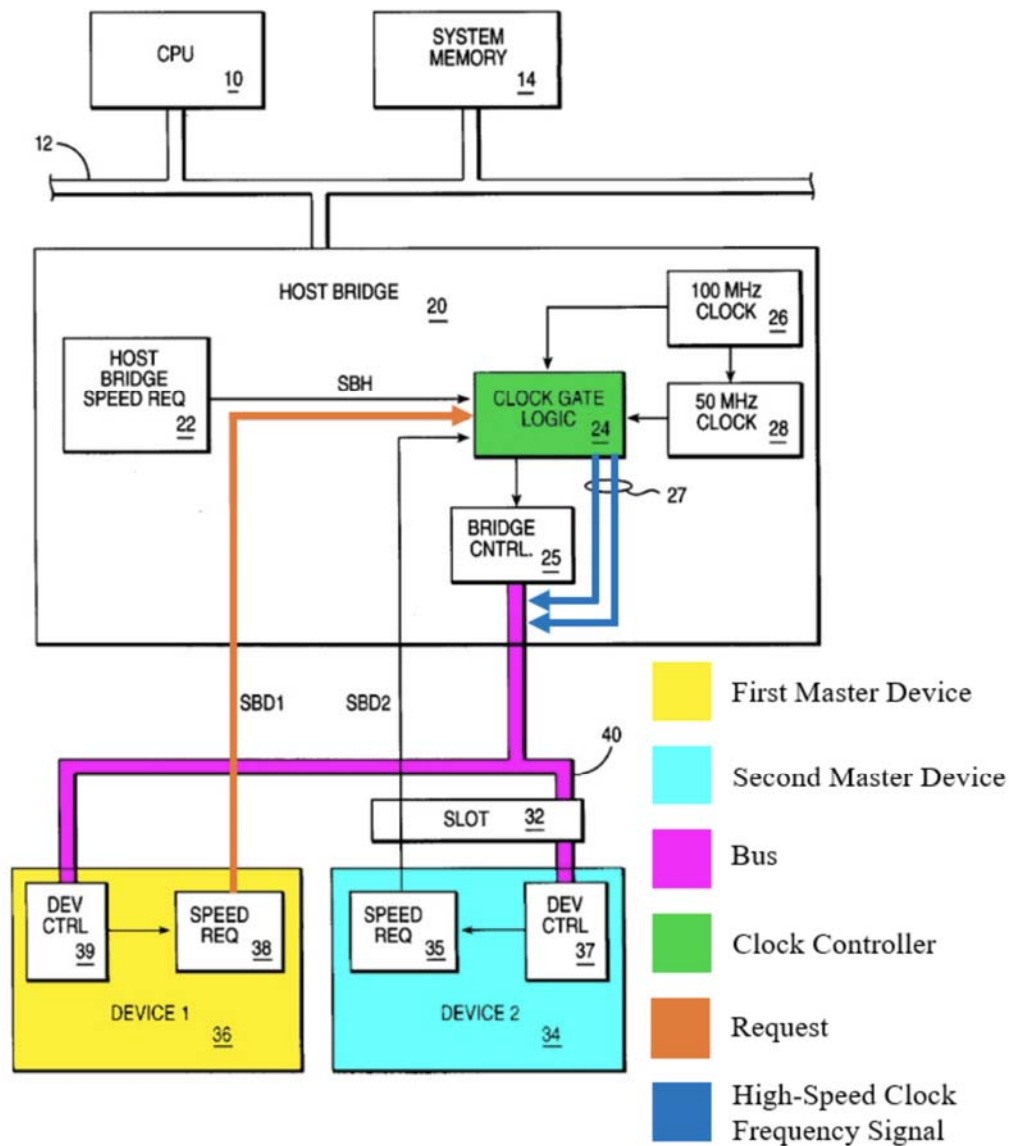 CPU
10
SYSTEM
MEMORY
14
12
HOST BRIDGE
20
100 MHz
CLOCK
26
HOST
BRIDGE
SPEED REQ
22
SBH
CLOCK GATE
LOGIC
24
50 MHz
CLOCK
28
27
BRIDGE
CNTRL.
25
SBD1
SBD2
40
SLOT
32
DEV
CTRL
39
SPEED
REQ
38
DEVICE 1
36
SPEED
REQ
35
DEV
CTRL
37
DEVICE 2
34
First Master Device
Second Master Device
Bus
Clock Controller
Request
High-Speed Clock
Frequency Signal